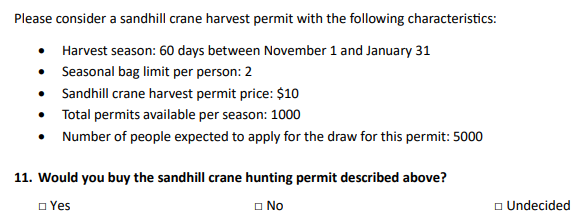 Please consider a sandhill crane harvest permit with the following characteristics:
• Harvest season: 60 days between November 1 and January 31
• Seasonal bag limit per person: 2
• Sandhill crane harvest permit price: $10
• Total permits available per season: 1000
• Number of people expected to apply for the draw for this permit: 5000
11. Would you buy the sandhill crane hunting permit described above?
□ Yes □ No □ Undecided